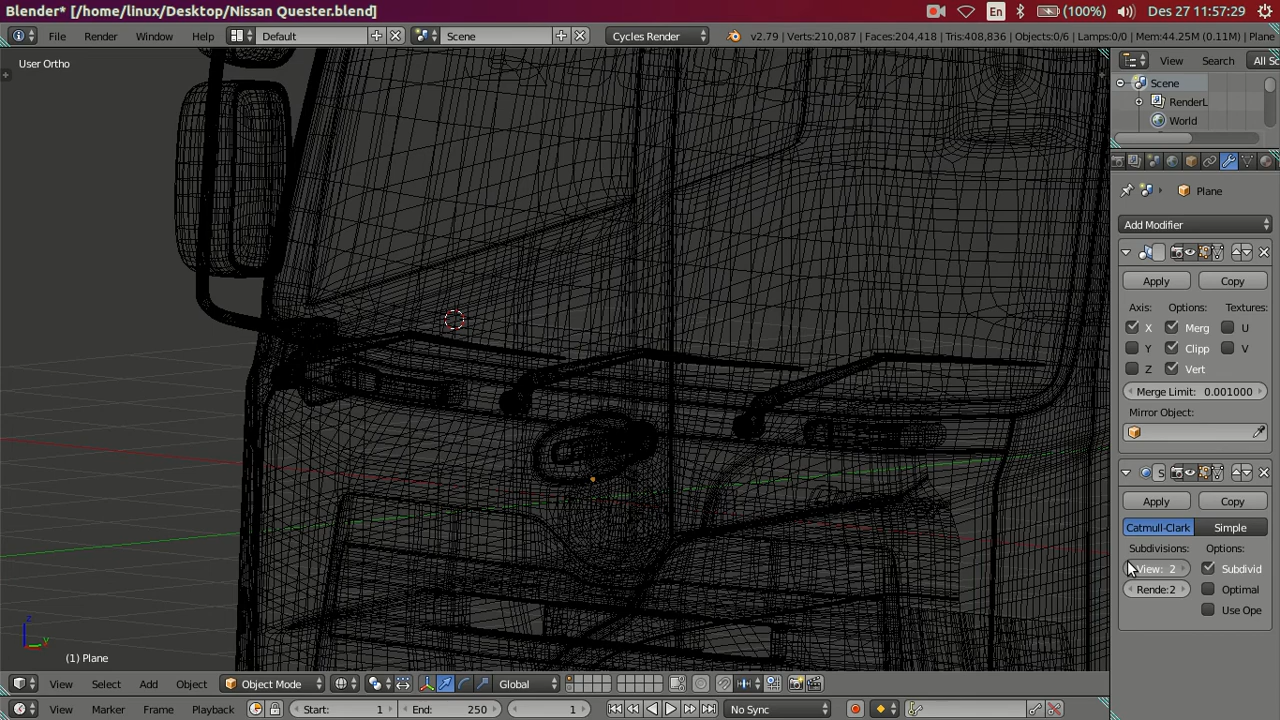 Blender* [/home/linux/Desktop/Nissan Quester.blend]
En (100%) Des 27 11:57:29
File Render Window Help Default Scene Cycles Render v2.79 | Verts:210,087 | Faces:204,418 | Tris:408,836 | Objects:0/6 | Lamps:0/0 | Mem:44.25M (0.11M) | Plane
User Ortho
View Search All Sc
Scene
RenderL
World
Plane
Add Modifier
Apply Copy
Axis: Options: Textures:
X Merg U
Y Clipp V
Z Vert
Merge Limit: 0.001000
Mirror Object:
S
Apply Copy
Catmull-Clark Simple
Subdivisions: Options:
View: 2 Subdivid
Rende:2 Optimal
Use Ope
z
y
(1) Plane
View Select Add Object Object Mode Global
View Marker Frame Playback Start: 1 End: 250 1 No Sync